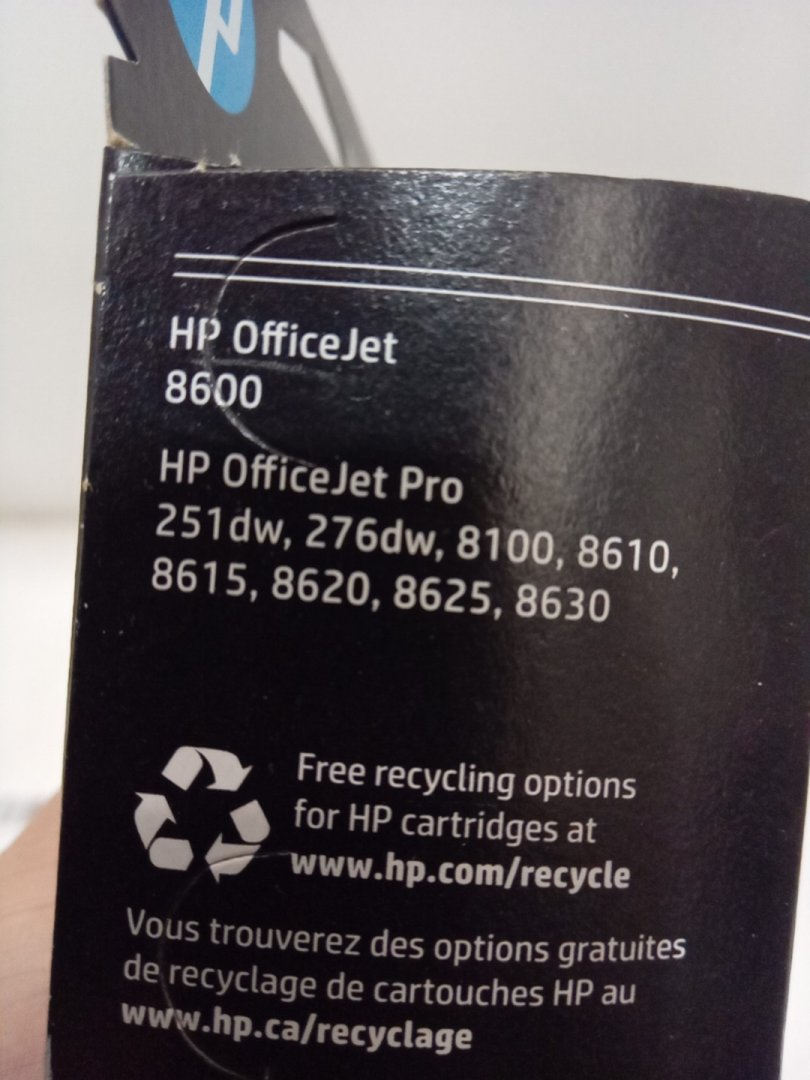 HP OfficeJet
8600
HP OfficeJet Pro
251dw, 276dw, 8100, 8610,
8615, 8620, 8625, 8630
Free recycling options
for HP cartridges at
www.hp.com/recycle
Vous trouverez des options gratuites
de recyclage de cartouches HP au
www.hp.ca/recyclage